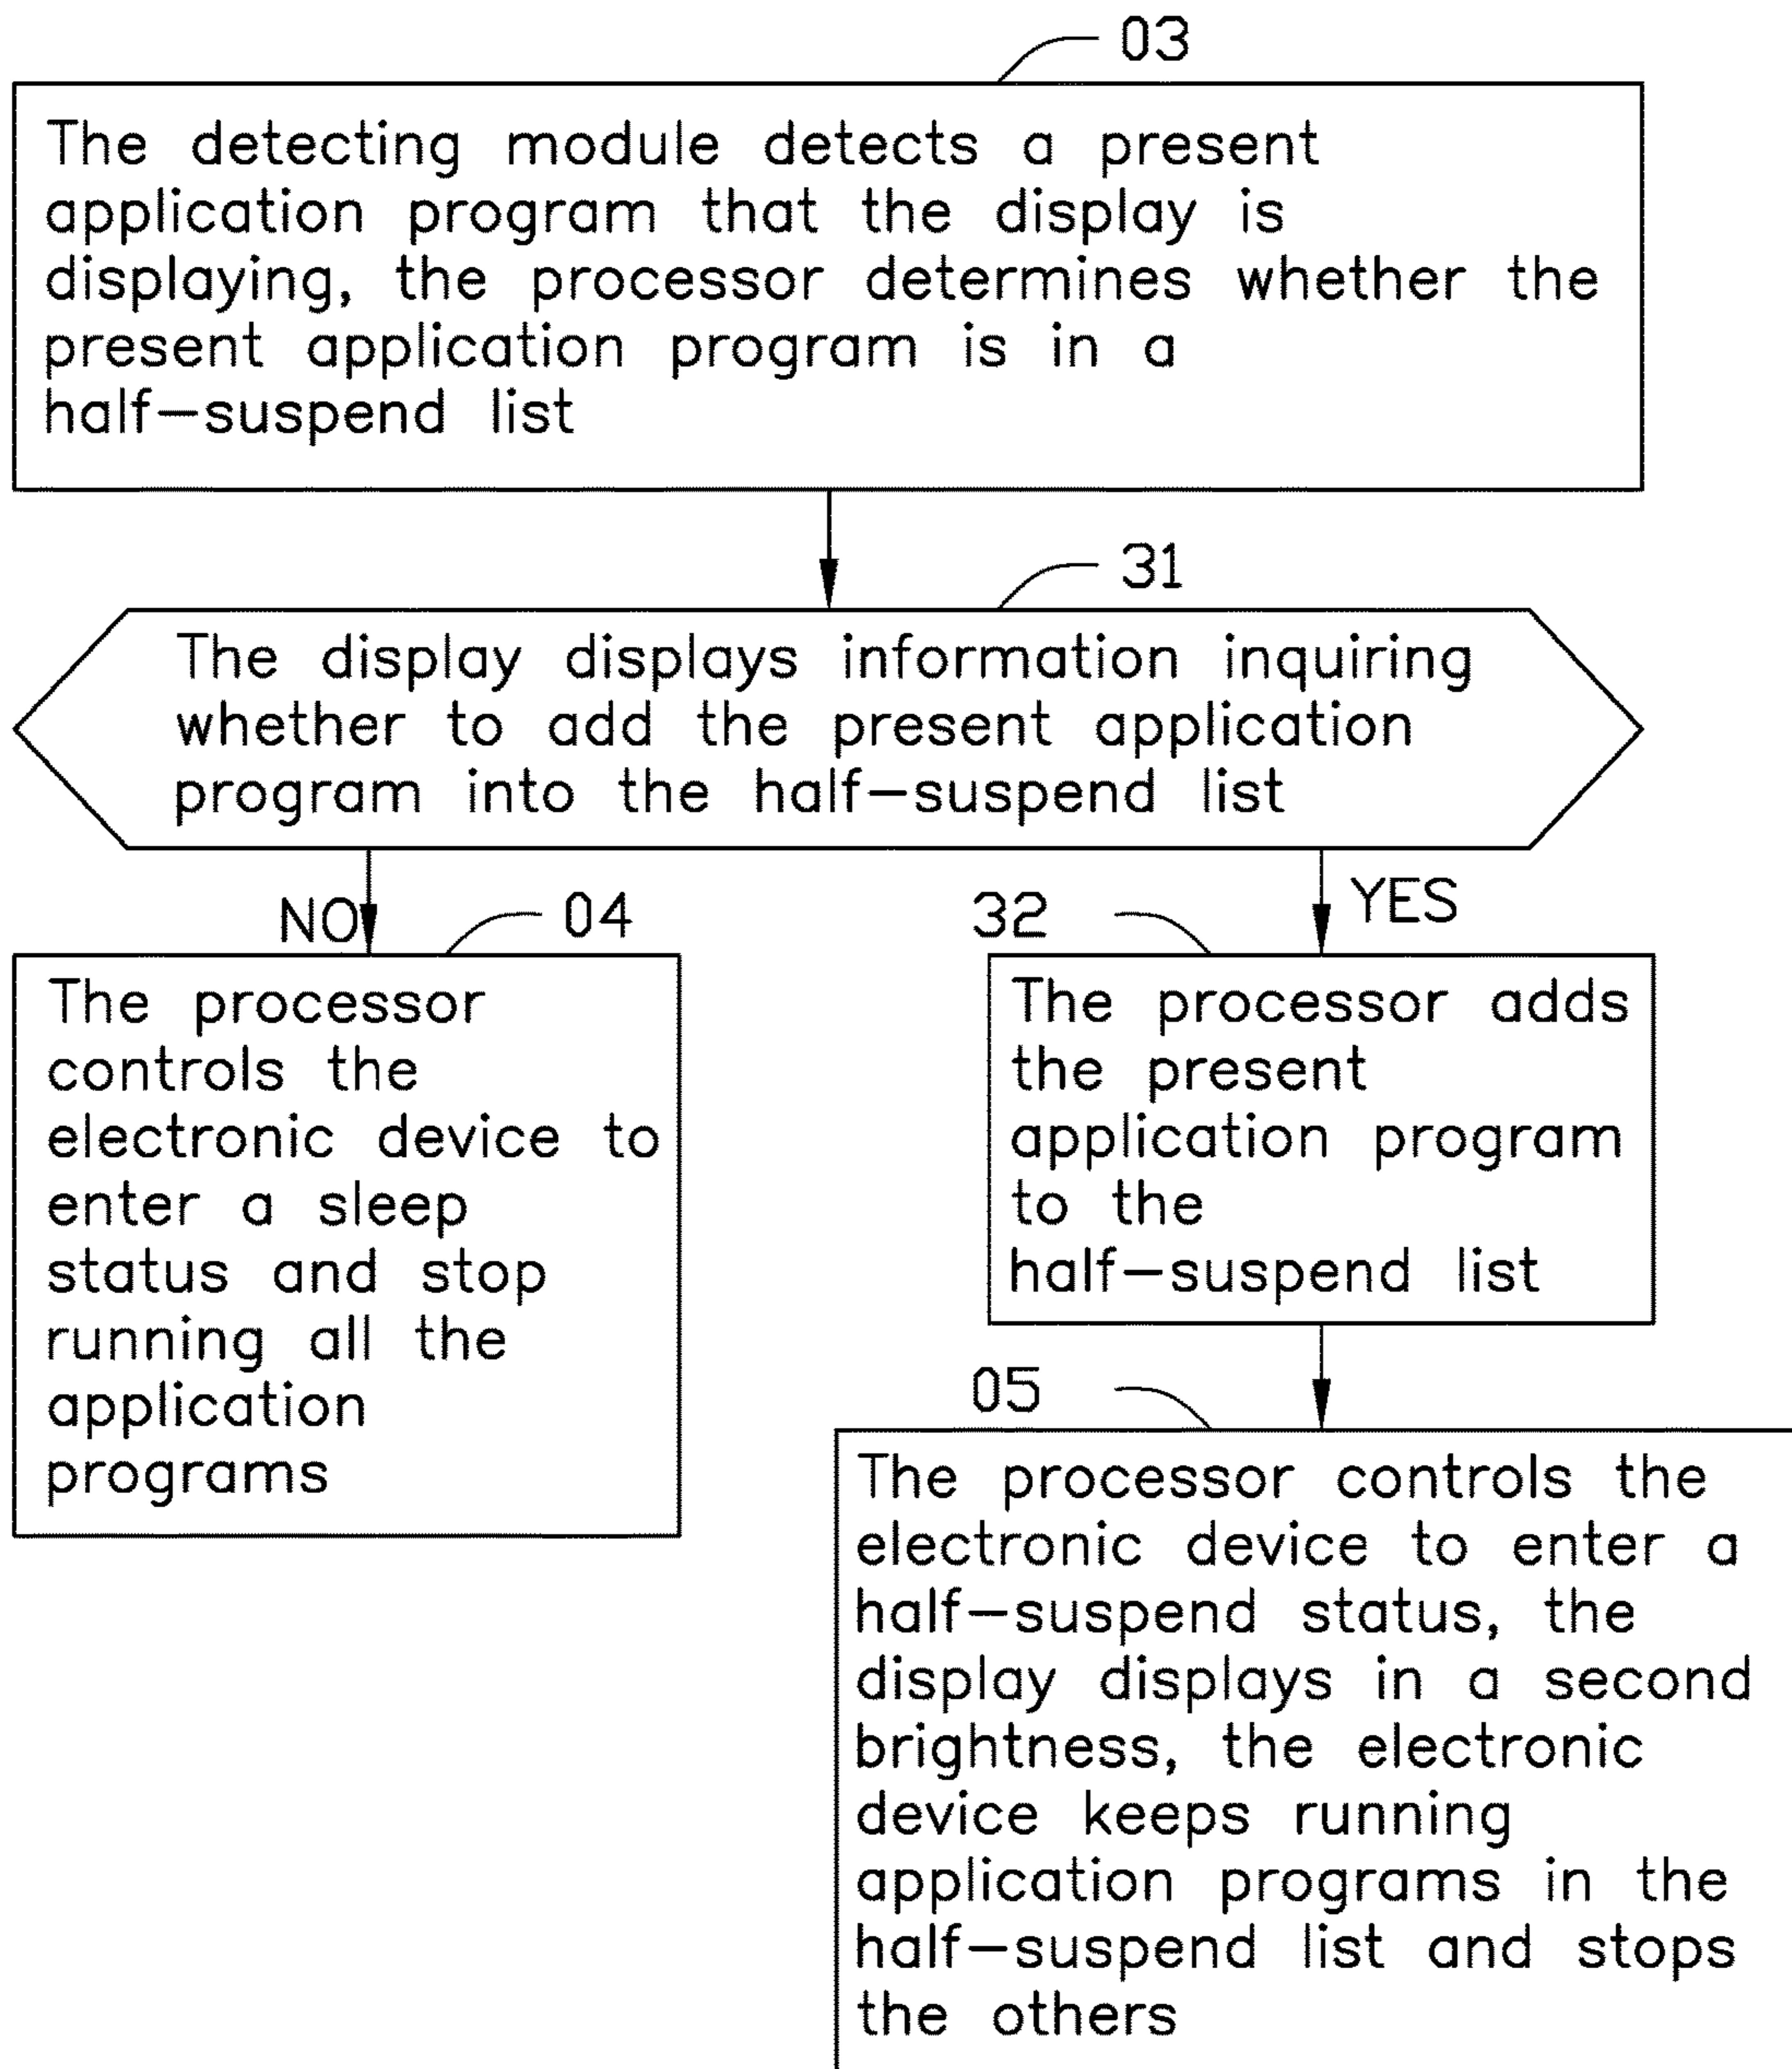 03
The detecting module detects a present
application program that the display is
displaying, the processor determines whether the
present application program is in a
half-suspend list
31
The display displays information inquiring
whether to add the present application
program into the half-suspend list
NO
04
The processor
controls the
electronic device to
enter a sleep
status and stop
running all the
application
programs
32
YES
The processor adds
the present
application program
to the
half-suspend list
05
The processor controls the
electronic device to enter a
half-suspend status, the
display displays in a second
brightness, the electronic
device keeps running
application programs in the
half-suspend list and stops
the others